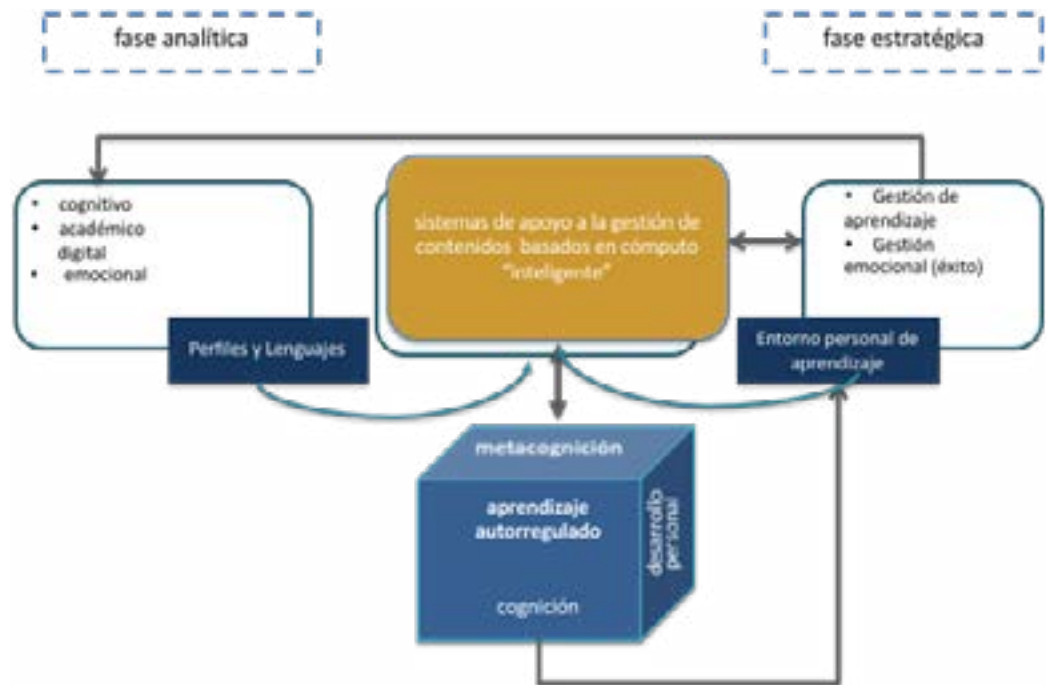 fase analítica
fase estratégica
• cognitivo
• académico
digital
• emocional
Perfiles y Lenguajes
sistemas de apoyo a la gestión de
contenidos basados en cómputo
"inteligente"
• Gestión de
aprendizaje
• Gestión
emocional (éxito)
Entorno personal de
aprendizaje
metacognición
aprendizaje
autorregulado
cognición
desarrollo
personal